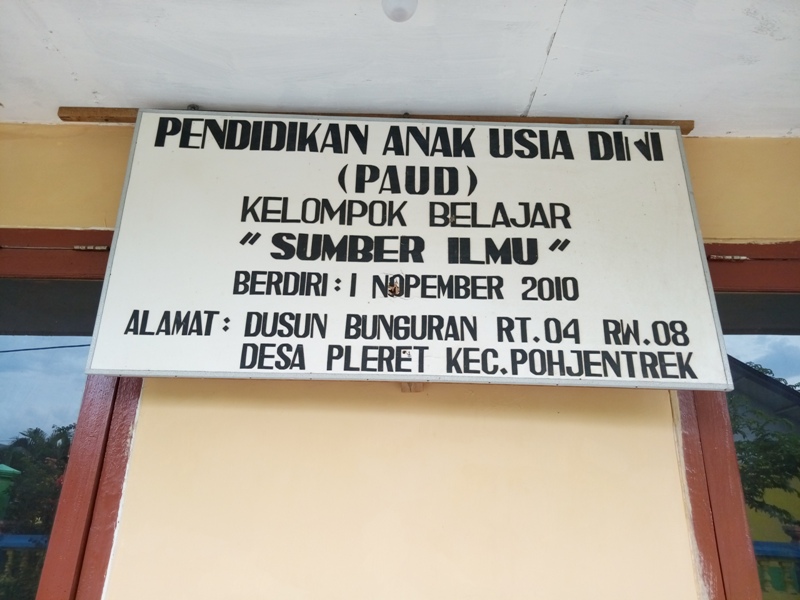 PENDIDIKAN ANAK USIA DINI
(PAUD)
KELOMPOK BELAJAR
" SUMBER ILMU "
BERDIRI : 1 NOPEMBER 2010
ALAMAT : DUSUN BUNGURAN RT.04 RW.08
DESA PLERET KEC.POHJENTREK